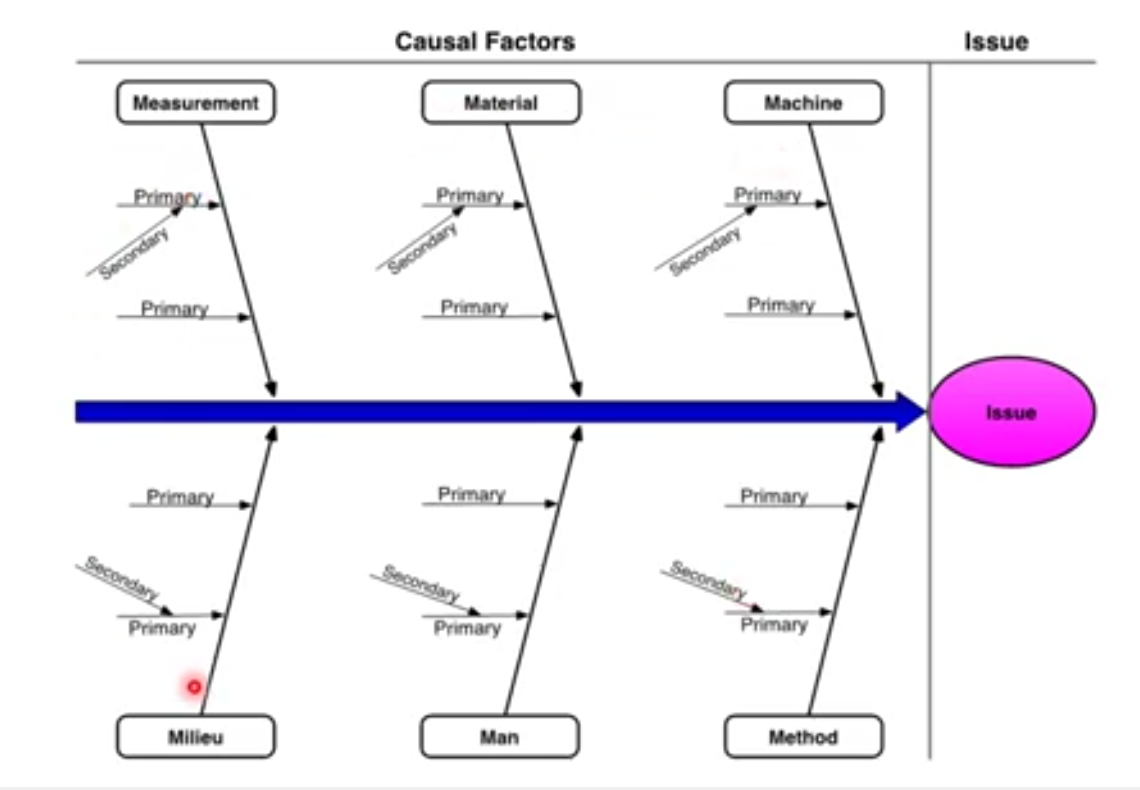 Causal Factors
Issue
Measurement
Material
Machine
Primary
Primary
Primary
Secondary
Secondary
Secondary
Primary
Primary
Primary
Issue
Primary
Primary
Primary
Secondary
Secondary
Secondary
Primary
Primary
Primary
Milieu
Man
Method